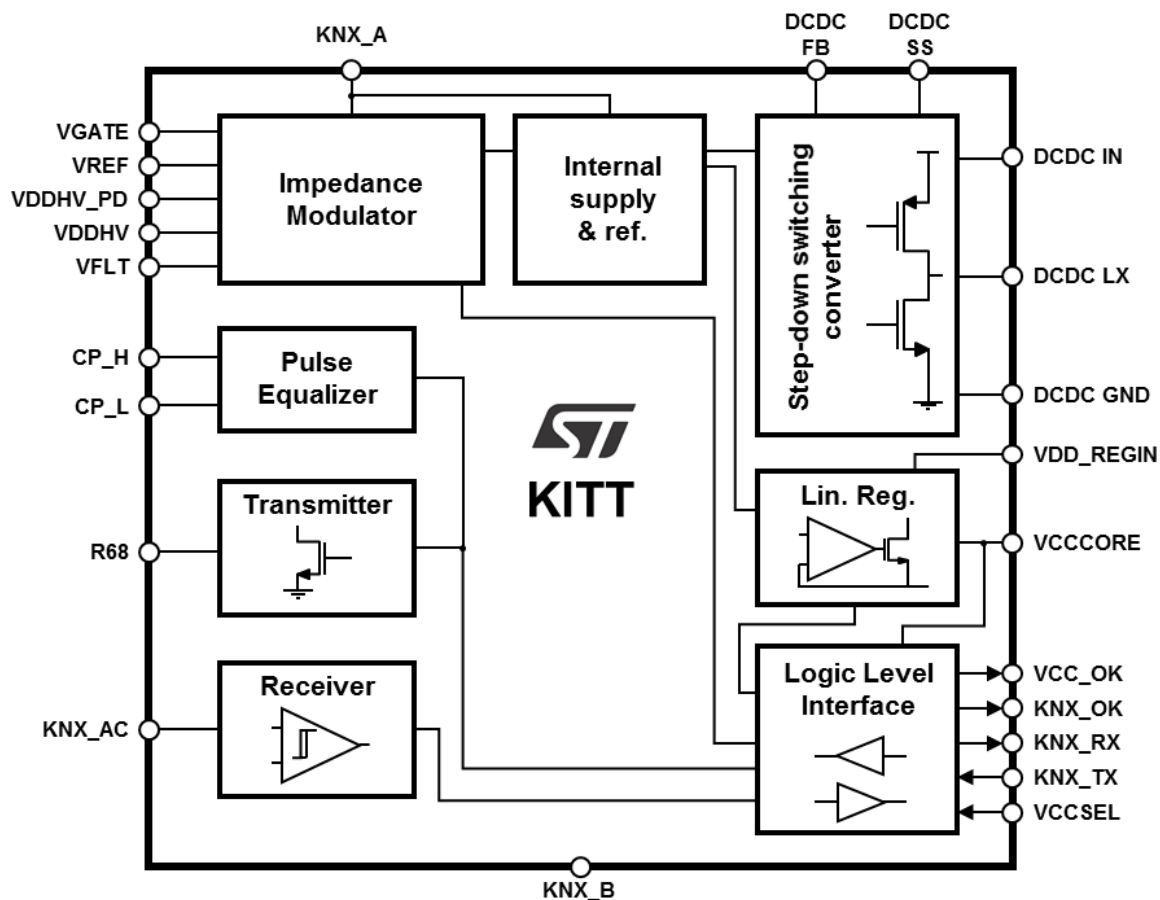 KNX_A
DCDC
FB
DCDC
SS
VGATE
VREF
VDDHV_PD
VDDHV
VFLT
Impedance
Modulator
Internal
supply
& ref.
Step-down switching
converter
DCDC IN
DCDC LX
DCDC GND
CP_H
CP_L
Pulse
Equalizer
ST
KITT
VDD_REGIN
Lin. Reg.
VCCCORE
R68
Transmitter
KNX_AC
Receiver
Logic Level
Interface
VCC_OK
KNX_OK
KNX_RX
KNX_TX
VCCSEL
KNX_B